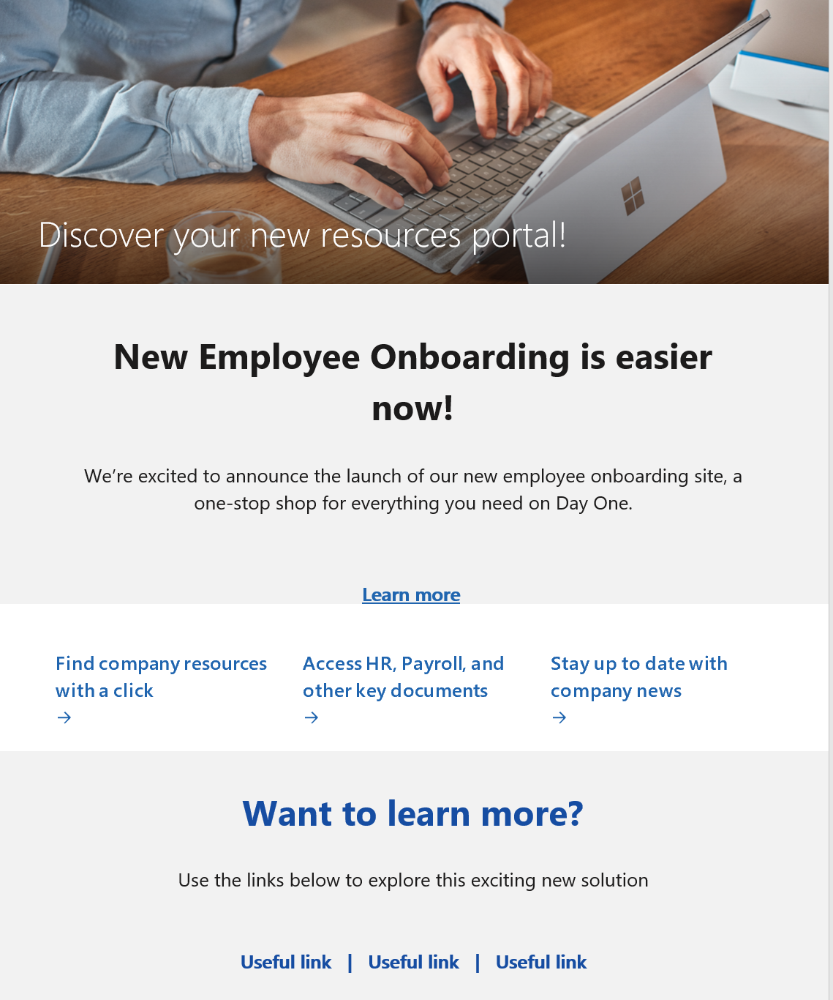 Discover your new resources portal!
New Employee Onboarding is easier
now!
We’re excited to announce the launch of our new employee onboarding site, a
one-stop shop for everything you need on Day One.
Learn more
Find company resources
with a click
→
Access HR, Payroll, and
other key documents
→
Stay up to date with
company news
→
Want to learn more?
Use the links below to explore this exciting new solution
Useful link | Useful link | Useful link